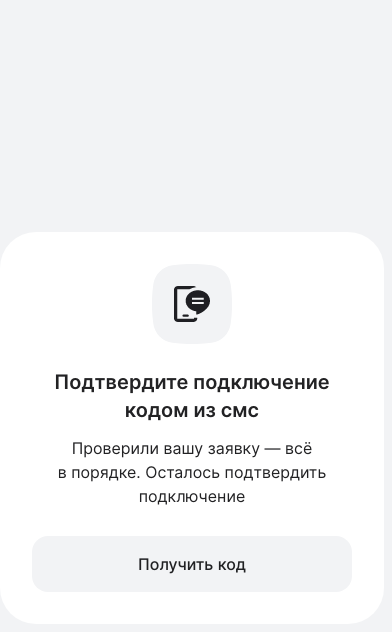 Подтвердите подключение
кодом из смс
Проверили вашу заявку — всё
в порядке. Осталось подтвердить
подключение
Получить код